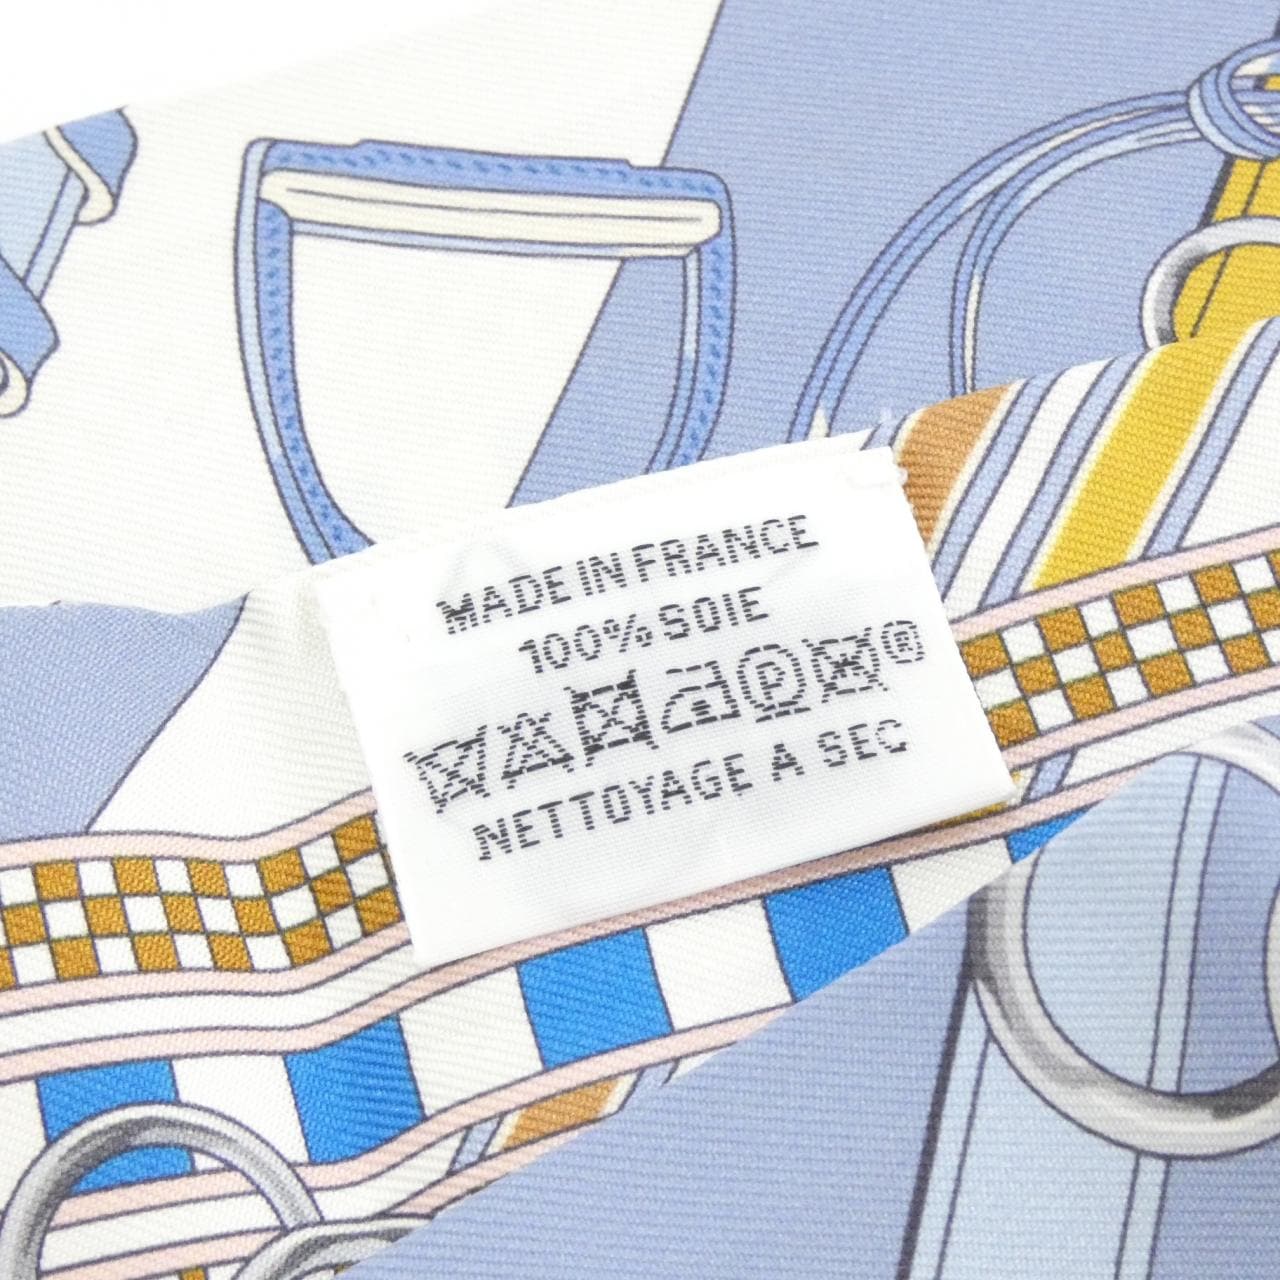 MADE IN FRANCE
100% SOIE
P ®
NETTOYAGE A SEC